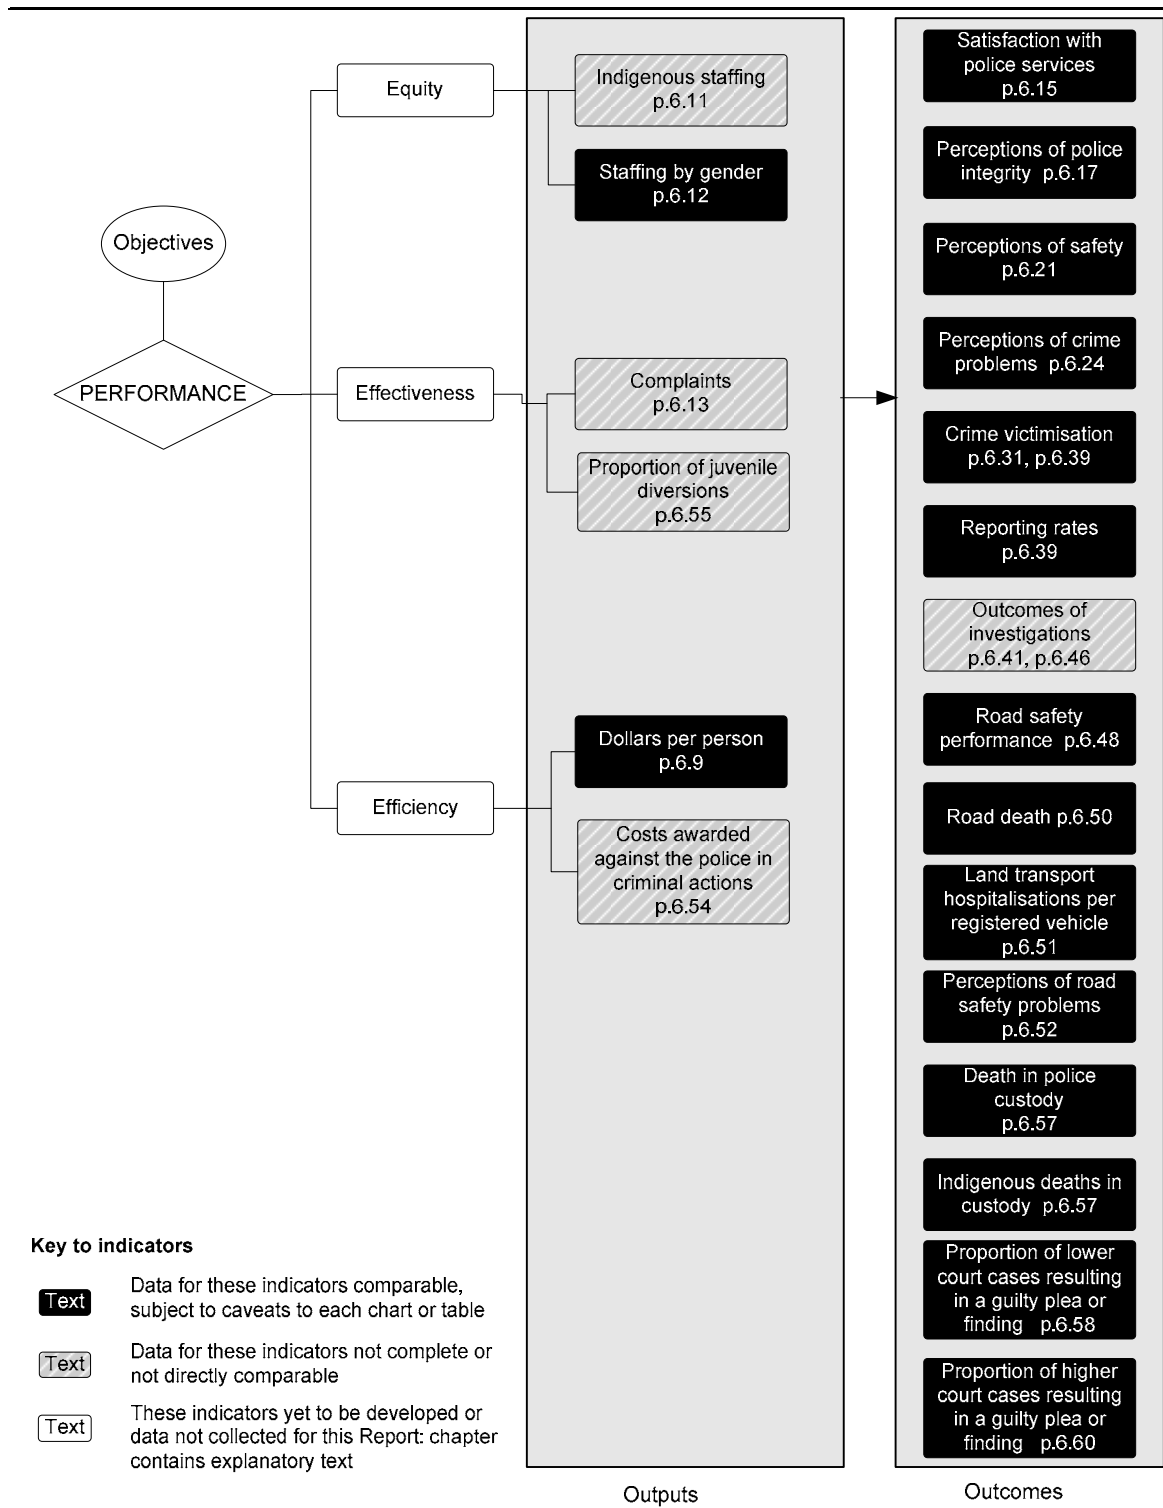 Objectives
PERFORMANCE
Equity
Effectiveness
Efficiency
Indigenous staffing
p.6.11
Staffing by gender
p.6.12
Complaints
p.6.13
Proportion of juvenile
diversions
p.6.55
Dollars per person
p.6.9
Costs awarded
against the police in
criminal actions
p.6.54
Outputs
Satisfaction with
police services
p.6.15
Perceptions of police
integrity p.6.17
Perceptions of safety
p.6.21
Perceptions of crime
problems p.6.24
Crime victimisation
p.6.31, p.6.39
Reporting rates
p.6.39
Outcomes of
investigations
p.6.41, p.6.46
Road safety
performance p.6.48
Road death p.6.50
Land transport
hospitalisations per
registered vehicle
p.6.51
Perceptions of road
safety problems
p.6.52
Death in police
custody
p.6.57
Indigenous deaths in
custody p.6.57
Proportion of lower
court cases resulting
in a guilty plea or
finding p.6.58
Proportion of higher
court cases resulting
in a guilty plea or
finding p.6.60
Outcomes
Key to indicators
Text
Data for these indicators comparable,
subject to caveats to each chart or table
Text
Data for these indicators not complete or
not directly comparable
Text
These indicators yet to be developed or
data not collected for this Report: chapter
contains explanatory text